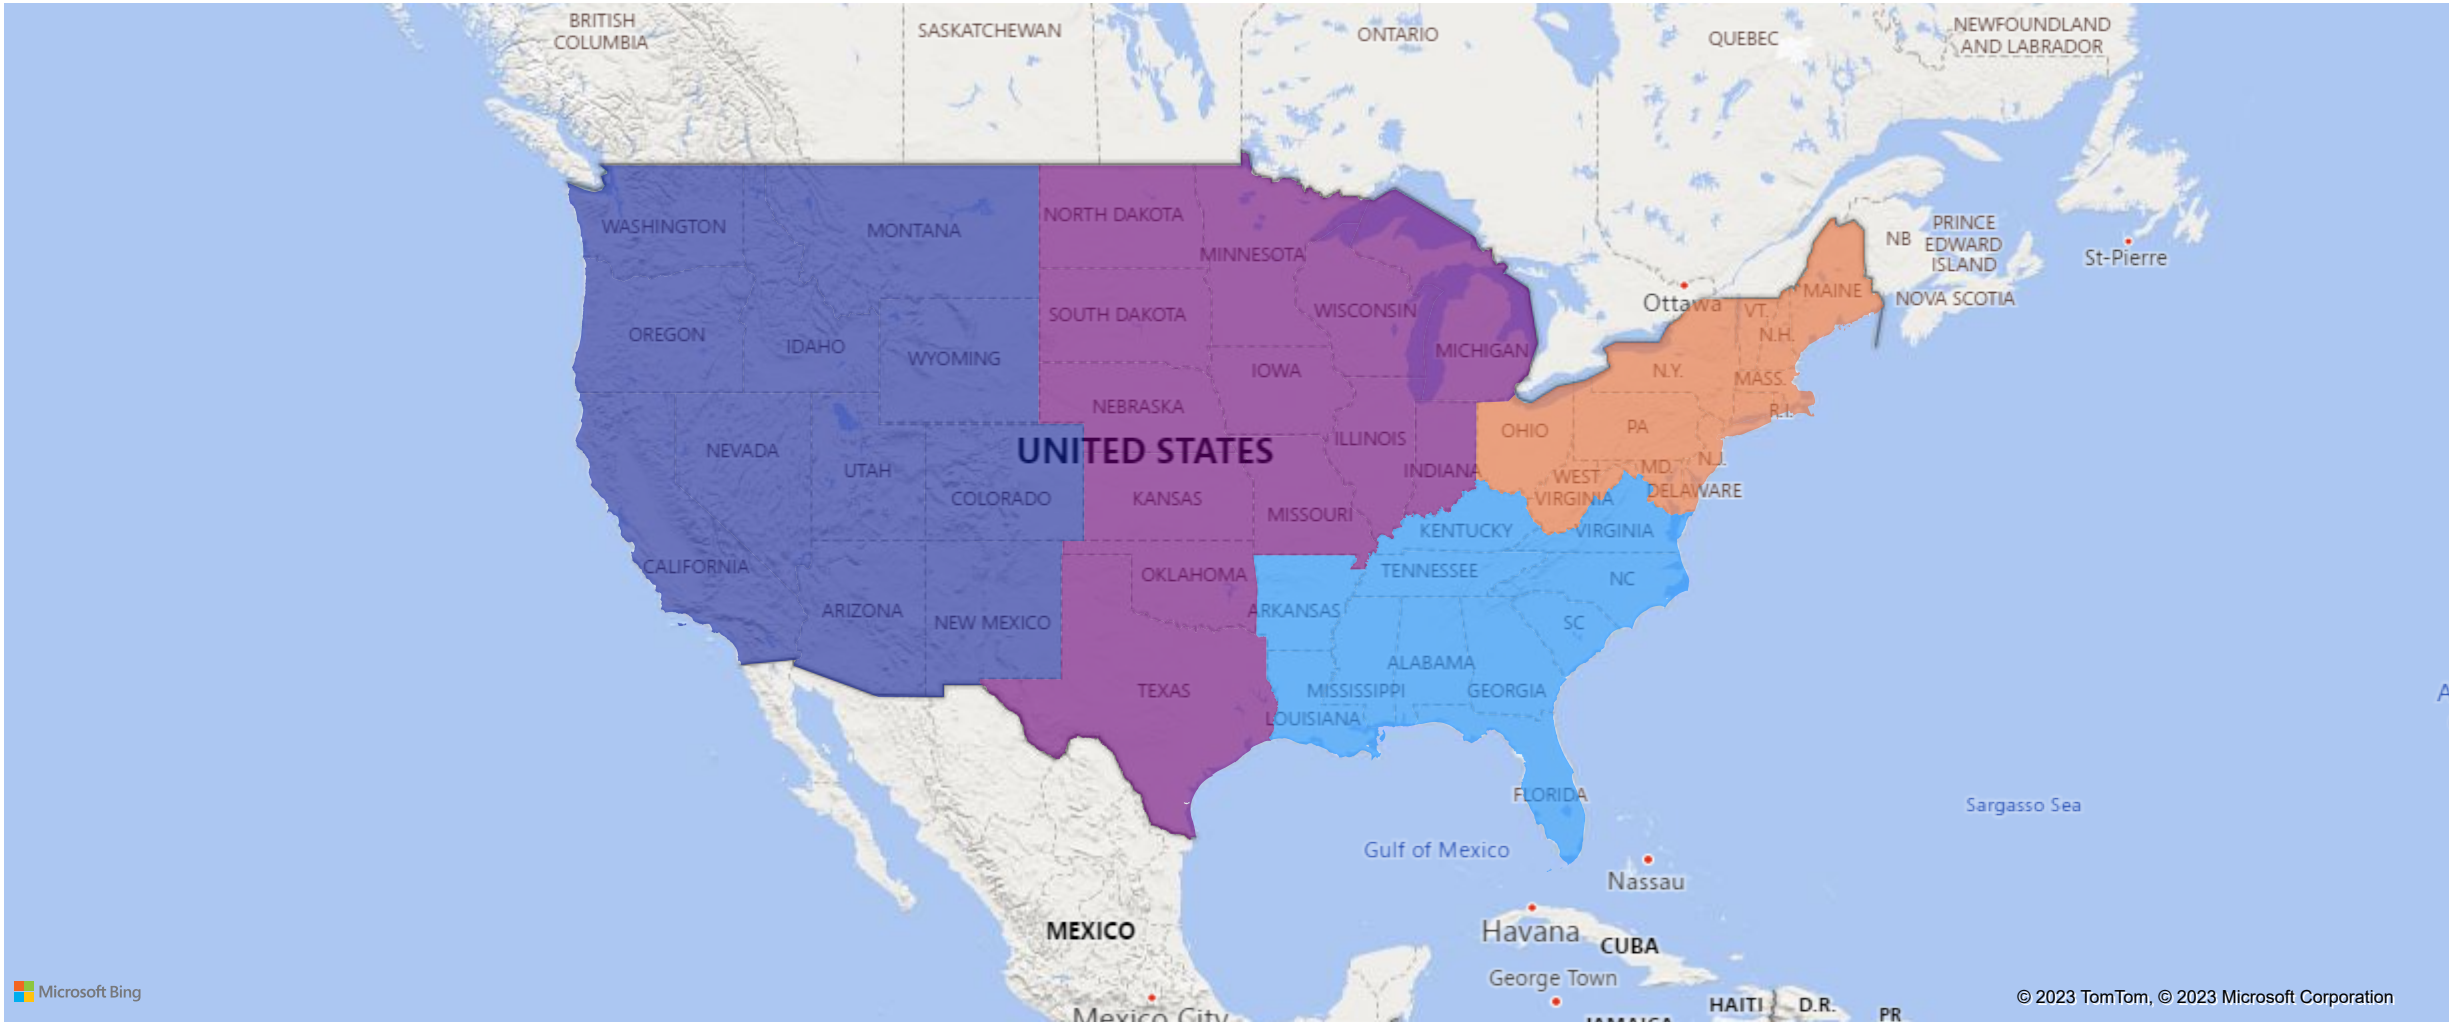 BRITISH
COLUMBIA
SASKATCHEWAN
ONTARIO
QUEBEC
NEWFOUNDLAND
AND LABRADOR
WASHINGTON
MONTANA
NORTH DAKOTA
MINNESOTA
NB
PRINCE
EDWARD
ISLAND
St-Pierre
Ottawa
MAINE
NOVA SCOTIA
OREGON
IDAHO
WYOMING
SOUTH DAKOTA
WISCONSIN
MICHIGAN
VT.
N.H.
N.Y.
MASS.
R.I.
IOWA
NEBRASKA
NEVADA
UTAH
UNITED STATES
ILLINOIS
INDIANA
OHIO
PA
N.J.
MD.
WEST
VIRGINIA
DELAWARE
COLORADO
KANSAS
MISSOURI
KENTUCKY
VIRGINIA
CALIFORNIA
OKLAHOMA
TENNESSEE
NC
ARIZONA
NEW MEXICO
ARKANSAS
SC
ALABAMA
TEXAS
MISSISSIPPI
GEORGIA
LOUISIANA
FLORIDA
Sargasso Sea
Gulf of Mexico
Nassau
MEXICO
Havana
CUBA
George Town
Microsoft Bing
Mexico City
HAITI
D.R.
PR
JAMAICA
© 2023 TomTom, © 2023 Microsoft Corporation